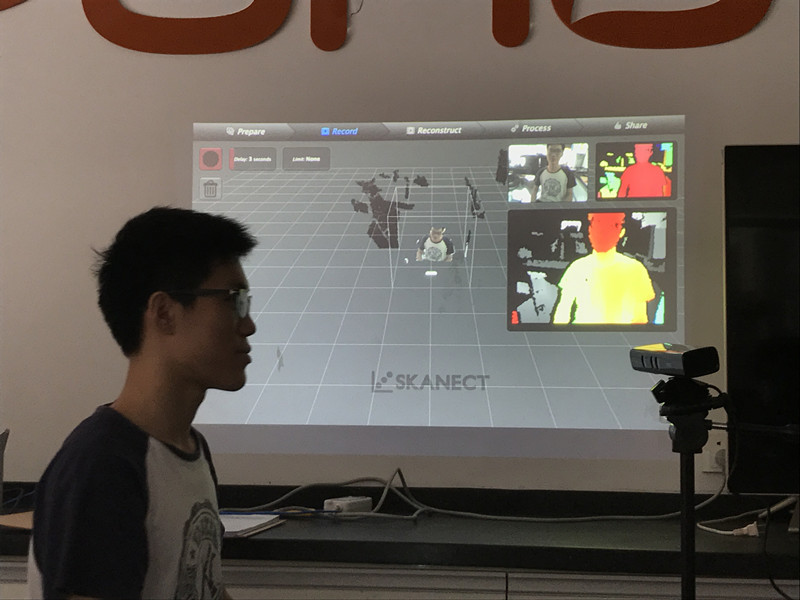 Prepare
Record
Reconstruct
Process
Share
Delay: 3 seconds
Limit: None
SKANECT